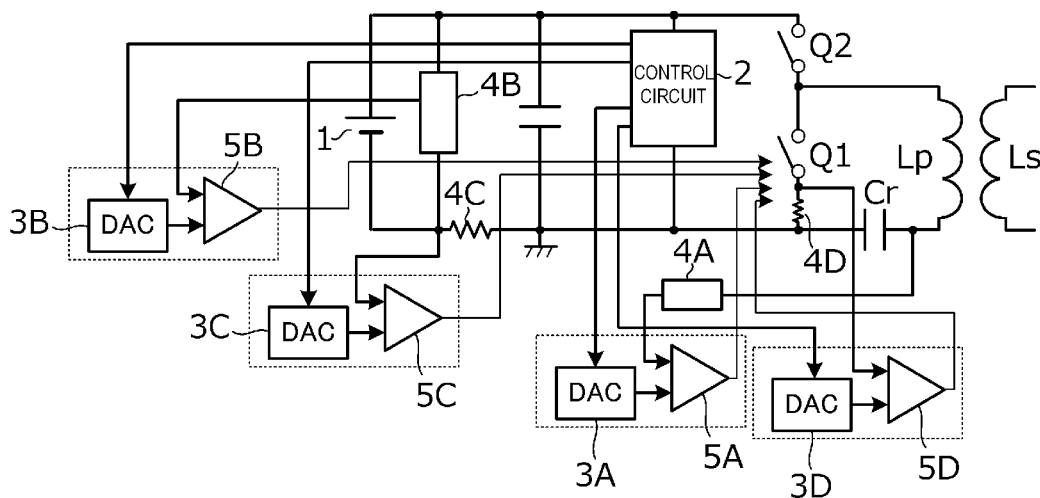 Q2
CONTROL
CIRCUIT
2
4B
1
5B
Q1
Lp
Ls
4C
Cr
3B
DAC
4D
4A
3C
DAC
5C
DAC
DAC
5A
5D
3A
3D